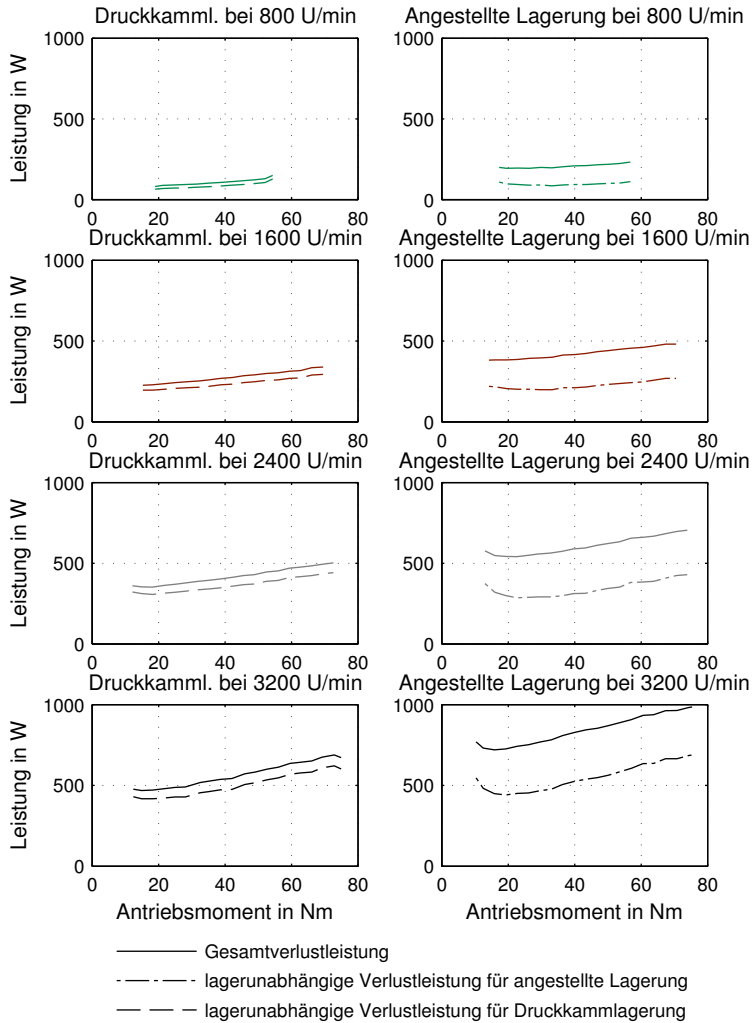 Druckkamml. bei 800 U/min
Angestellte Lagerung bei 800 U/min
Leistung in W
1000
500
0
0 20 40 60 80
1000
500
0
0 20 40 60 80
Druckkamml. bei 1600 U/min
Angestellte Lagerung bei 1600 U/min
Leistung in W
1000
500
0
0 20 40 60 80
1000
500
0
0 20 40 60 80
Druckkamml. bei 2400 U/min
Angestellte Lagerung bei 2400 U/min
Leistung in W
1000
500
0
0 20 40 60 80
1000
500
0
0 20 40 60 80
Druckkamml. bei 3200 U/min
Angestellte Lagerung bei 3200 U/min
Leistung in W
1000
500
0
0 20 40 60 80
1000
500
0
0 20 40 60 80
Antriebsmoment in Nm
Antriebsmoment in Nm
Gesamtverlustleistung
lagerunabhängige Verlustleistung für angestellte Lagerung
lagerunabhängige Verlustleistung für Druckkammlagerung